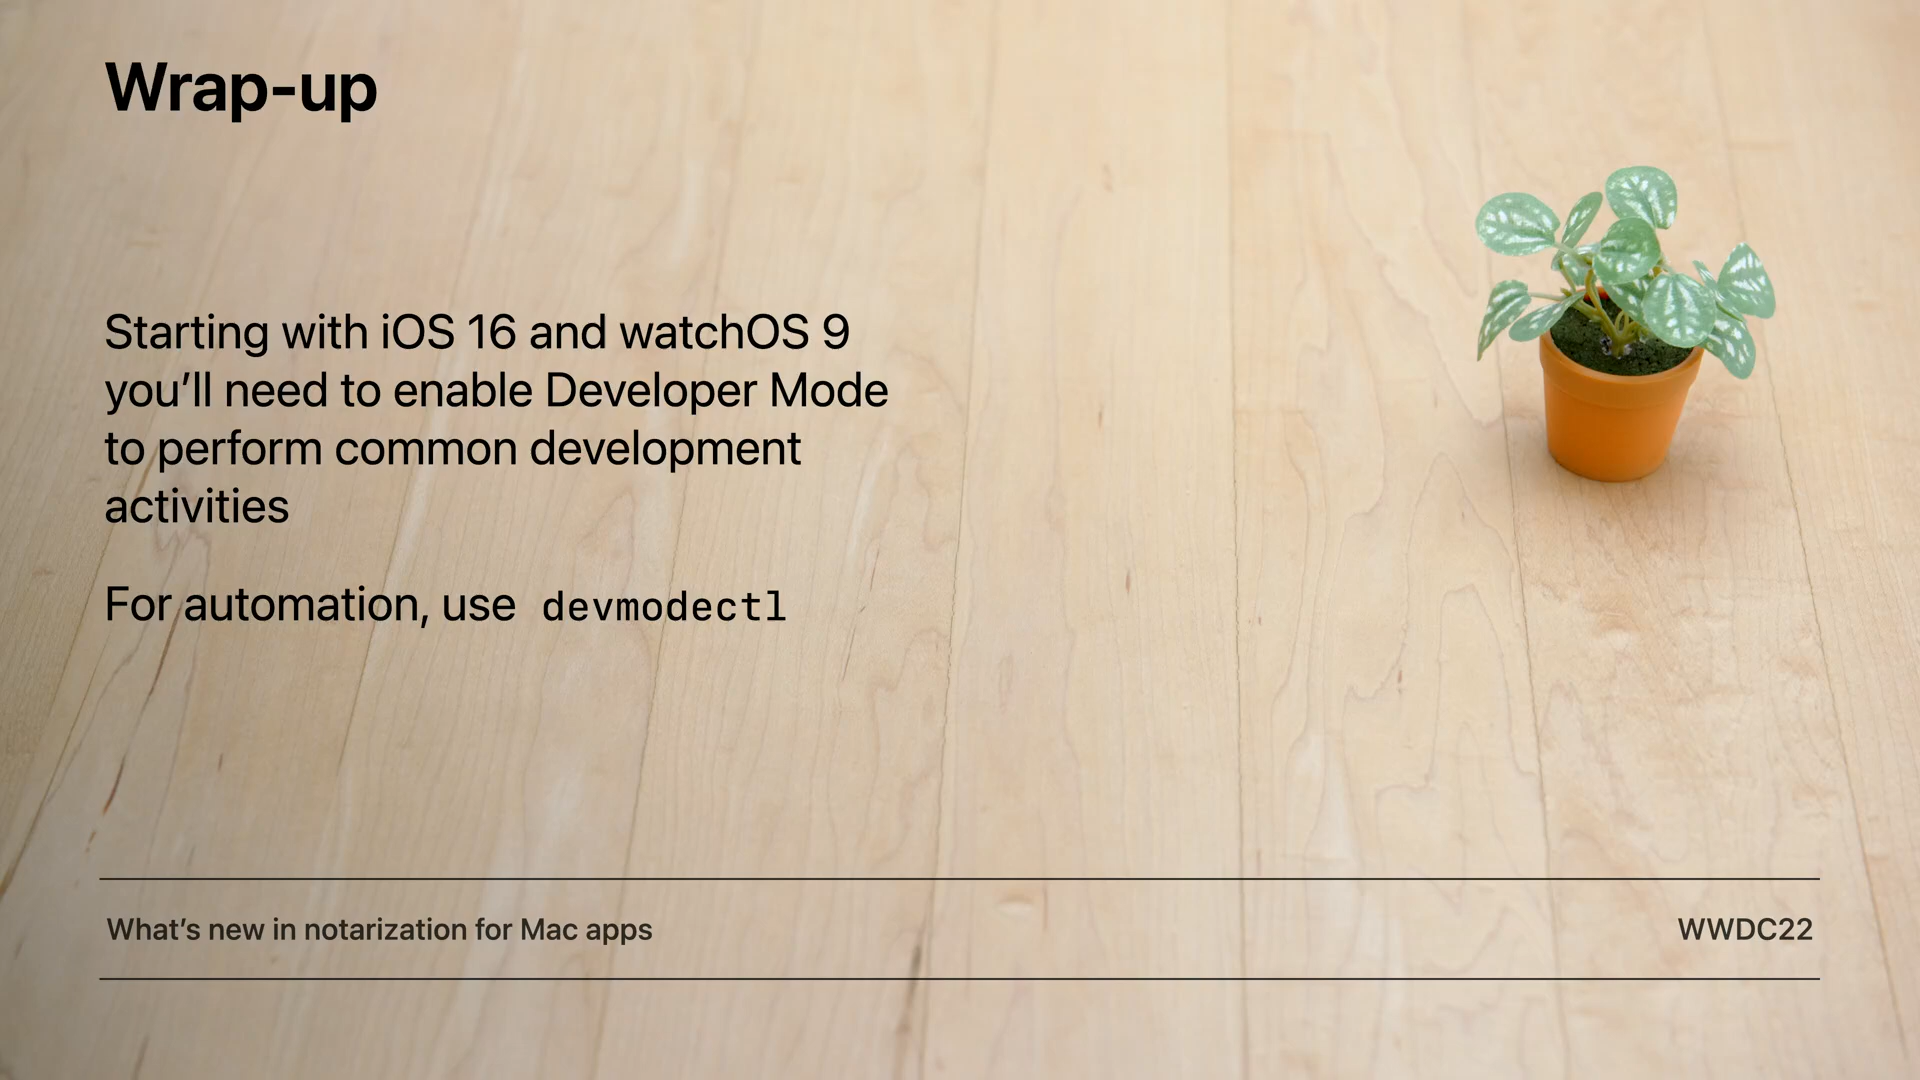 Wrap-up
Starting with iOS 16 and watchOS 9
you’ll need to enable Developer Mode
to perform common development
activities
For automation, use devmodectl
What’s new in notarization for Mac apps
WWDC22